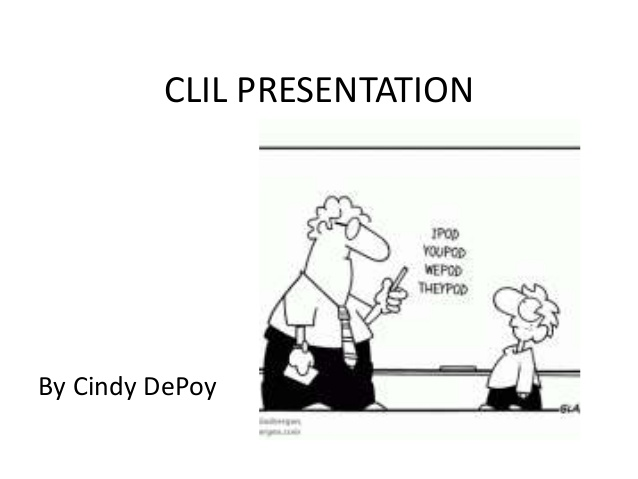 CLIL PRESENTATION
IPOD
YOUPOD
WEPOD
THEYPOD
By Cindy DePoy